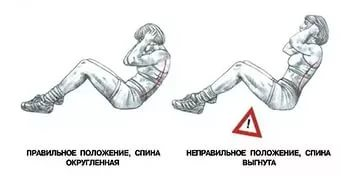 ПРАВИЛЬНОЕ ПОЛОЖЕНИЕ, СПИНА
ОКРУГЛЕННАЯ
НЕПРАВИЛЬНОЕ ПОЛОЖЕНИЕ, СПИНА
ВЫГНУТА